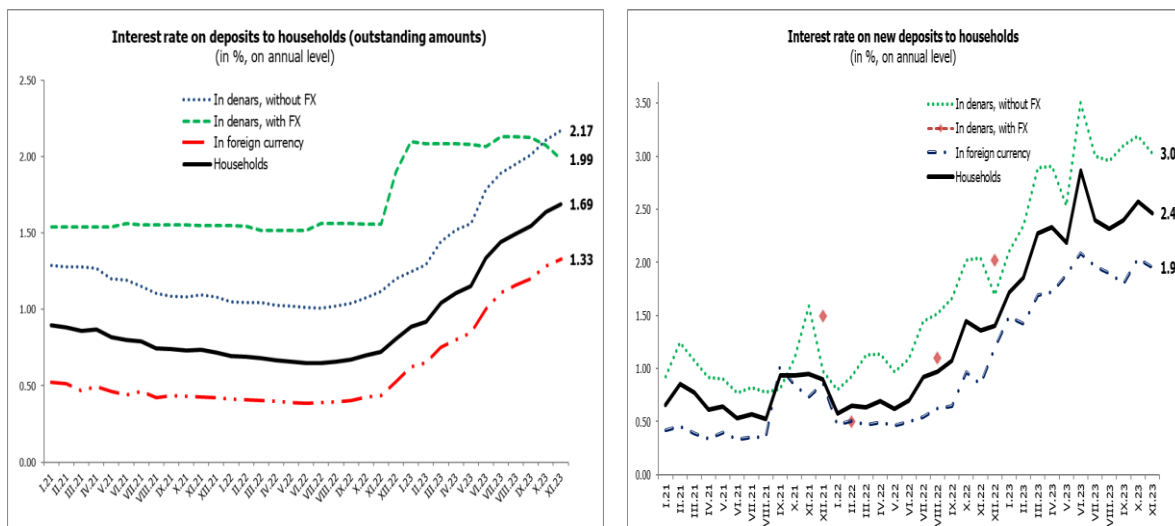 Interest rate on deposits to households (outstanding amounts)
(in %, on annual level)
2.50
2.00
1.50
1.00
0.50
0.00
In denars, without FX
In denars, with FX
In foreign currency
Households
2.17
1.99
1.69
1.33
I.21
II.21
III.21
IV.21
V.21
VI.21
VII.21
VIII.21
IX.21
X.21
XI.21
XII.21
I.22
II.22
III.22
IV.22
V.22
VI.22
VII.22
VIII.22
IX.22
X.22
XI.22
XII.22
I.23
II.23
III.23
IV.23
V.23
VI.23
VII.23
VIII.23
IX.23
X.23
XI.23
Interest rate on new deposits to households
(in %, on annual level)
3.50
3.00
2.50
2.00
1.50
1.00
0.50
0.00
In denars, without FX
In denars, with FX
In foreign currency
Households
3.0
2.4
1.9
I.21
II.21
III.21
IV.21
V.21
VI.21
VII.21
VIII.21
IX.21
X.21
XI.21
XII.21
I.22
II.22
III.22
IV.22
V.22
VI.22
VII.22
VIII.22
IX.22
X.22
XI.22
XII.22
I.23
II.23
III.23
IV.23
V.23
VI.23
VII.23
VIII.23
IX.23
X.23
XI.23